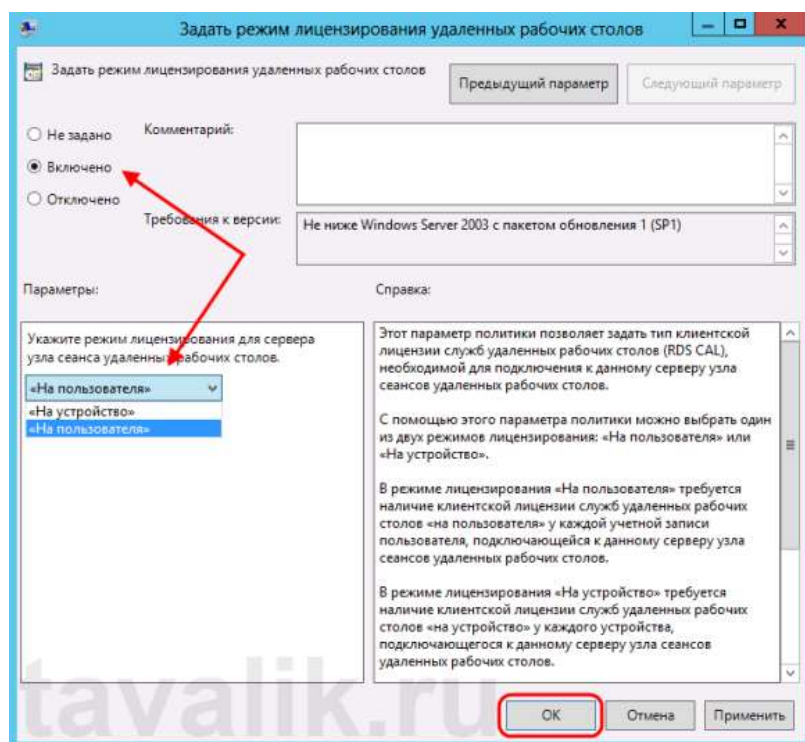 Задать режим лицензирования удаленных рабочих столов
Задать режим лицензирования удаленных рабочих столов
Предыдущий параметр
Следующий параметр
Не задано
Комментарий:
Включено
Отключено
Требования к версии:
Не ниже Windows Server 2003 с пакетом обновления 1 (SP1)
Параметры:
Справка:
Укажите режим лицензирования для сервера
узла сеанса удаленных рабочих столов.
«На пользователя»
«На устройство»
«На пользователя»
Этот параметр политики позволяет задать тип клиентской
лицензии служб удаленных рабочих столов (RDS CAL),
необходимой для подключения к данному серверу узла
сеансов удаленных рабочих столов.
С помощью этого параметра политики можно выбрать один
из двух режимов лицензирования: «На пользователя» или
«На устройство».
В режиме лицензирования «На пользователя» требуется
наличие клиентской лицензии служб удаленных рабочих
столов «на пользователя» у каждой учетной записи
пользователя, подключающейся к данному серверу узла
сеансов удаленных рабочих столов.
В режиме лицензирования «На устройство» требуется
наличие клиентской лицензии служб удаленных рабочих
столов «на устройство» у каждого устройства,
подключающегося к данному серверу узла сеансов
удаленных рабочих столов.
tavalik.ru
ОК
Отмена
Применить